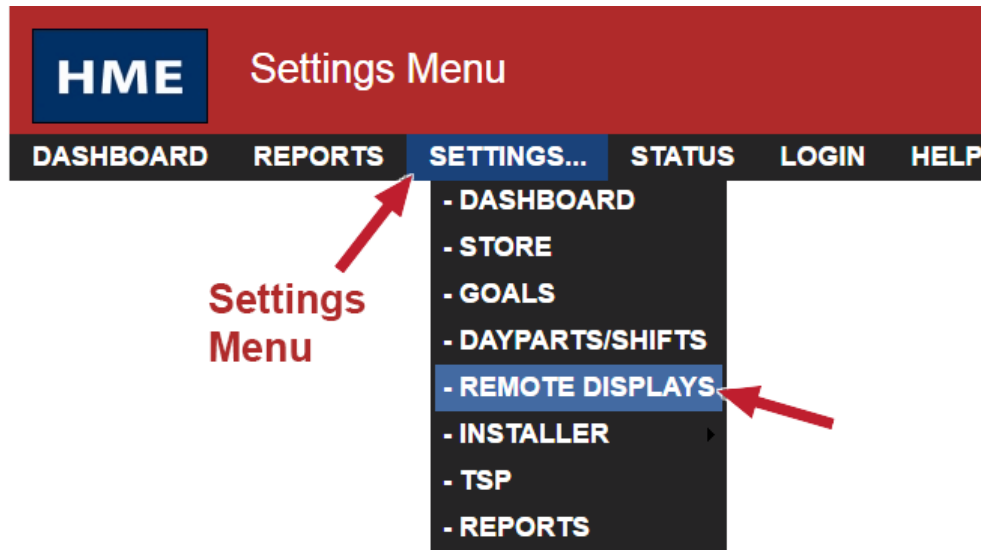 HME
Settings Menu
DASHBOARD REPORTS SETTINGS... STATUS LOGIN HELP
- DASHBOARD
- STORE
- GOALS
- DAYPARTS/SHIFTS
- REMOTE DISPLAYS
- INSTALLER
- TSP
- REPORTS
Settings
Menu